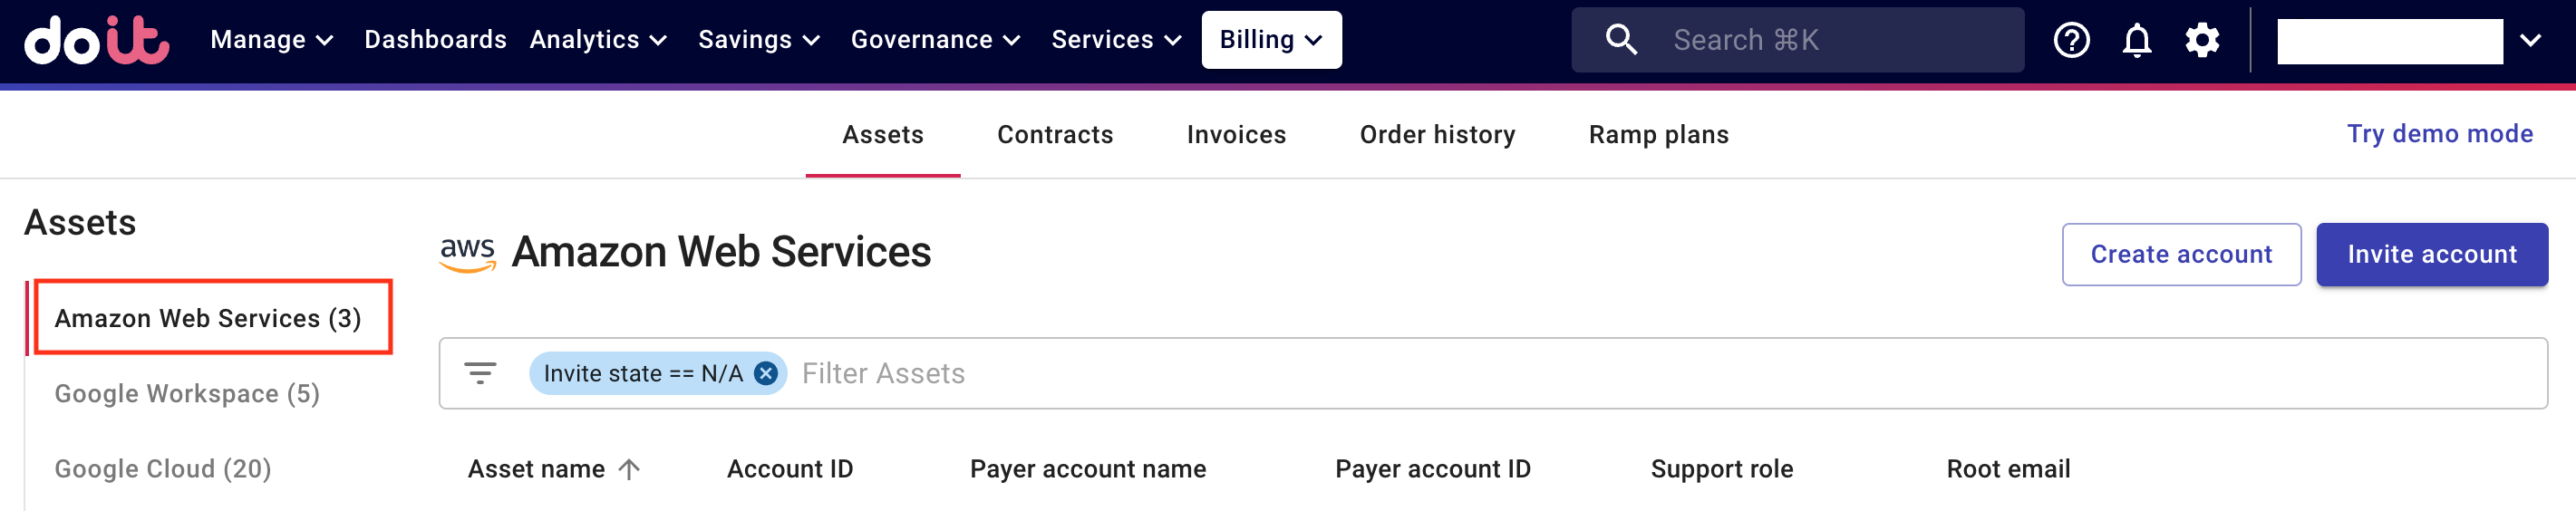 doit Manage Dashboards Analytics Savings Governance Services Billing Search ⌘K
Assets Contracts Invoices Order history Ramp plans Try demo mode
Assets
aws Amazon Web Services Create account Invite account
Amazon Web Services (3)
Invite state == N/A Filter Assets
Google Workspace (5)
Google Cloud (20)
Asset name Account ID Payer account name Payer account ID Support role Root email